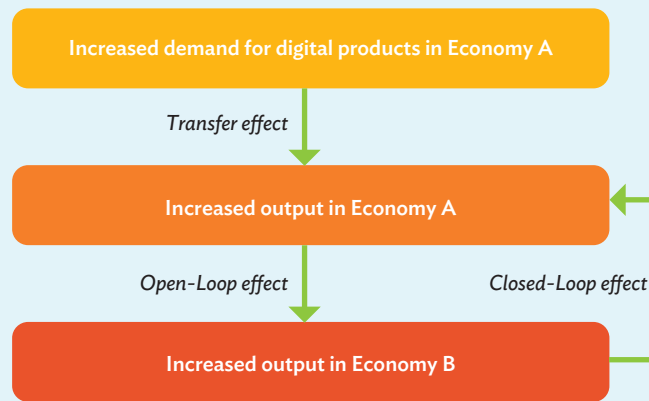 Increased demand for digital products in Economy A
Transfer effect
Increased output in Economy A
Open-Loop effect
Closed-Loop effect
Increased output in Economy B